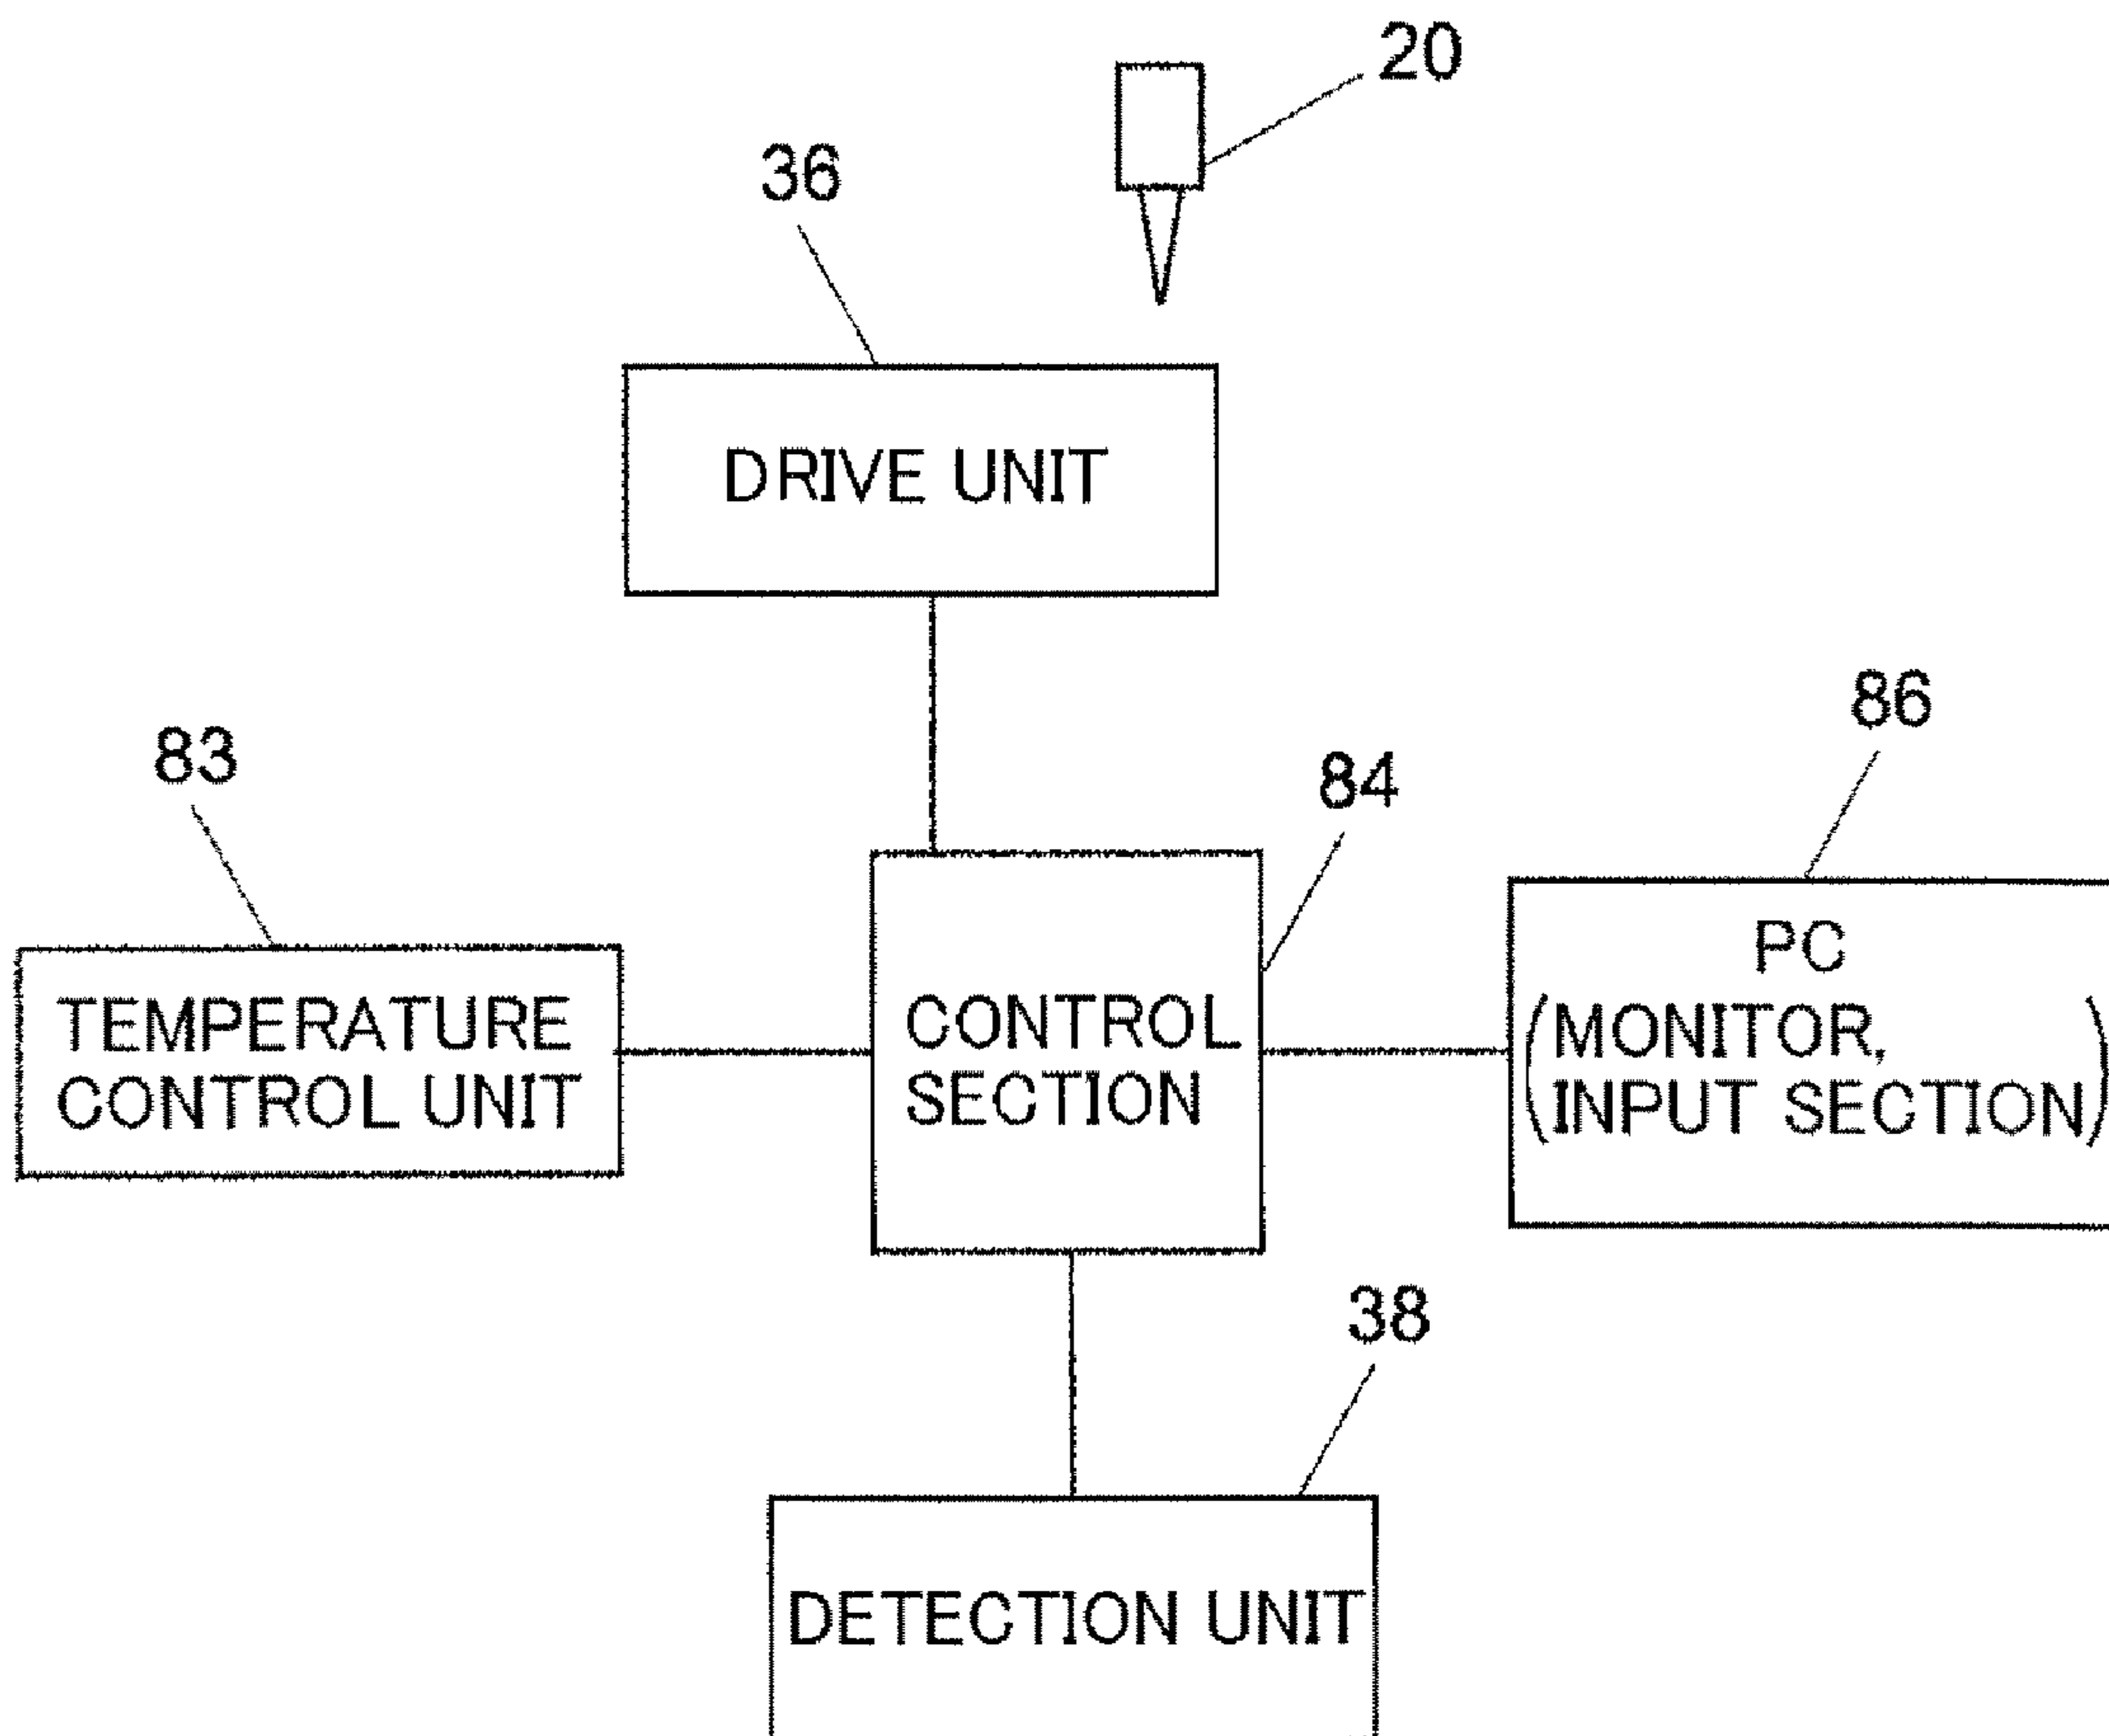 20
36
DRIVE UNIT
86
83
84
PC
TEMPERATURE
CONTROL UNIT
CONTROL
SECTION
(MONITOR,
INPUT SECTION)
38
DETECTION UNIT